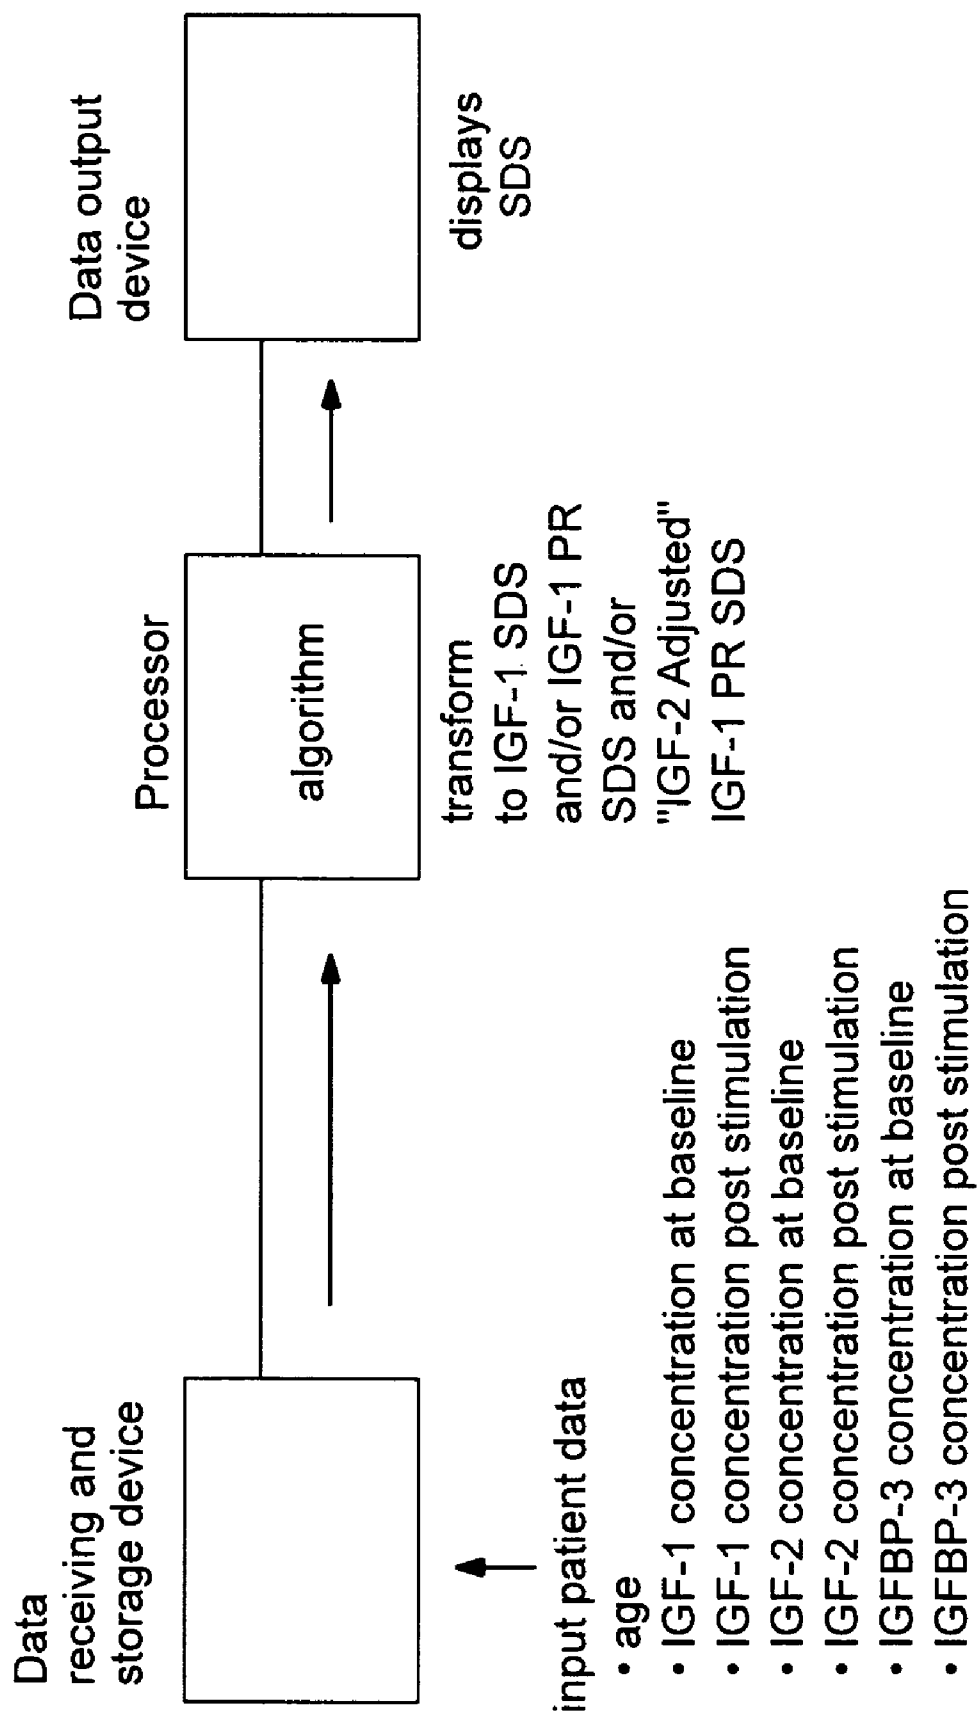 Data
receiving and
storage device
input patient data
• age
• IGF-1 concentration at baseline
• IGF-1 concentration post stimulation
• IGF-2 concentration at baseline
• IGF-2 concentration post stimulation
• IGFBP-3 concentration at baseline
• IGFBP-3 concentration post stimulation
Processor
algorithm
transform
to IGF-1 SDS
and/or IGF-1 PR
SDS and/or
"IGF-2 Adjusted"
IGF-1 PR SDS
Data output
device
displays
SDS